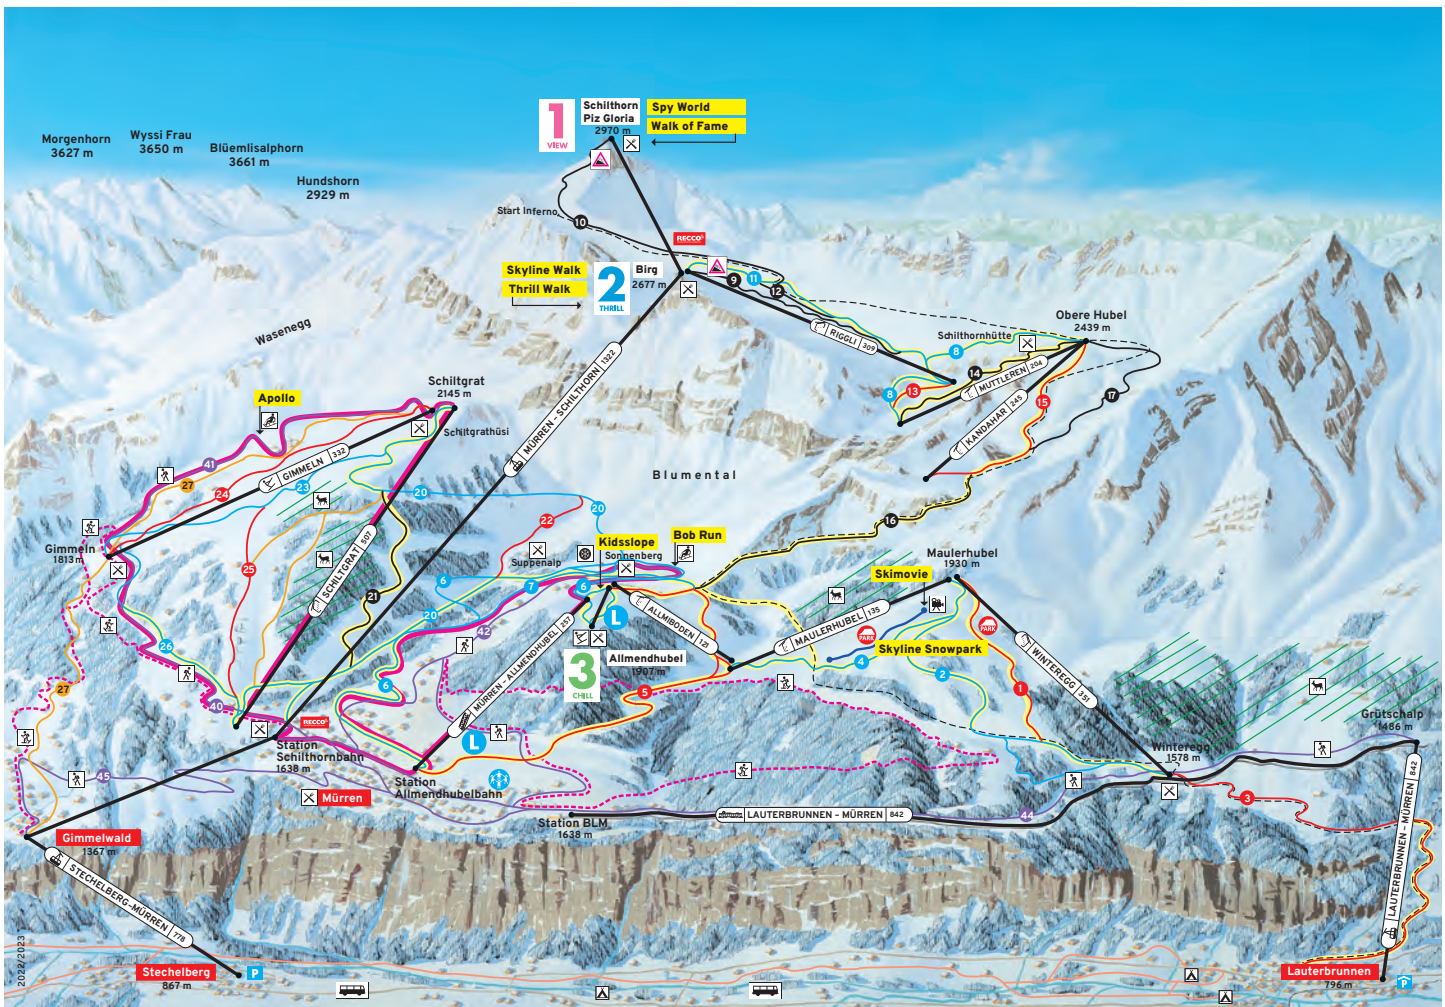 Morgenhorn
3627 m
Wyssi Frau
3650 m
Blüemlisalphorn
3661 m
Hundshorn
2929 m
1
VIEW
Schilthorn
Piz Gloria
2970 m
Spy World
Walk of Fame
Start Inferno
10
RECCO
Skyline Walk
Thrill Walk
2
THRILL
Birg
2677 m
9
11
12
RIGGLI 309
Schilthornhütte
Obere Hubel
2439 m
8
14
MUTTLEREN 204
8
13
KANDAHAR 245
15
17
Wasenegg
MÜRREN – SCHILTHORN 1322
Schiltgrat
2145 m
Schiltgrathüsi
Apollo
41
27
24
GIMMELN 332
23
20
22
20
Blumental
16
Gimmeln
1813 m
25
SCHILTGRAT 507
21
Suppenalp
Kidsslope
Sonnenberg
Bob Run
6
7
6
20
42
L
ALLMIBODEN 121
MAULERHUBEL 135
Maulerhubel
1930 m
Skimovie
PARK
PARK
Skyline Snowpark
4
2
1
WINTEREGG 351
26
27
40
6
MÜRREN – ALLMENDHUBEL 257
3
CHILL
Allmendhubel
1907 m
5
L
RECCO
Station
Schilthornbahn
1638 m
45
Station
Allmendhubelbahn
Mürren
Station BLM
1638 m
LAUTERBRUNNEN – MÜRREN 842
44
Winteregg
1578 m
3
Grütschalp
1486 m
LAUTERBRUNNEN – MÜRREN 842
Gimmelwald
1367 m
STECHELBERG–MÜRREN 778
Stechelberg
867 m
P
Lauterbrunnen
796 m
P
2022/2023